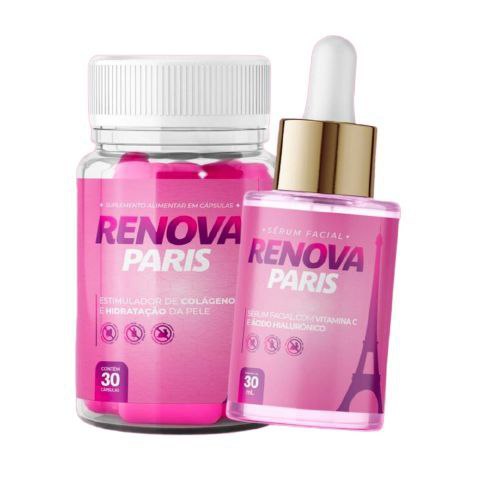 SUPLEMENTO ALIMENTAR EM CÁPSULAS
RENOVA
PARIS
ESTIMULADOR DE COLÁGENO
E HIDRATAÇÃO DA PELE
CONTÉM
30
CÁPSULAS
SÉRUM FACIAL
RENOVA
PARIS
SÉRUM FACIAL COM VITAMINA C
E ÁCIDO HIALURÔNICO
30
mL